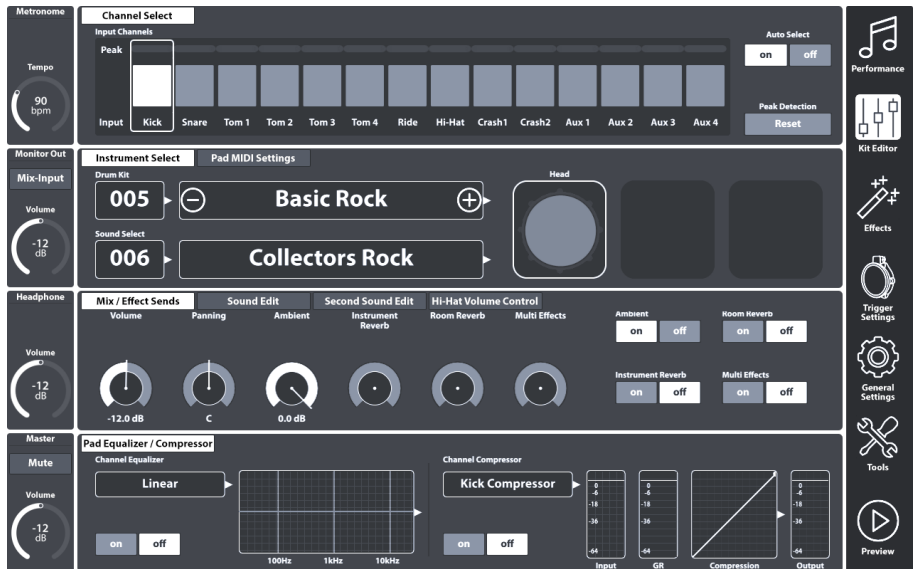 Metronome
Tempo
90
bpm
Monitor Out
Mix-Input
Volume
-12
dB
Headphone
Volume
-12
dB
Master
Mute
Volume
-12
dB
Channel Select
Input Channels
Peak
Input Kick Snare Tom 1 Tom 2 Tom 3 Tom 4 Ride Hi-Hat Crash1 Crash2 Aux 1 Aux 2 Aux 3 Aux 4
Auto Select
on off
Peak Detection
Reset
Instrument Select Pad MIDI Settings
Drum Kit
005 Basic Rock
Sound Select
006 Collectors Rock
Head
Mix / Effect Sends Sound Edit Second Sound Edit Hi-Hat Volume Control
Volume Panning Ambient Instrument Reverb Room Reverb Multi Effects
-12.0 dB C 0.0 dB
Ambient
on off
Room Reverb
on off
Instrument Reverb
on off
Multi Effects
on off
Pad Equalizer / Compressor
Channel Equalizer
Linear
on off
100Hz 1kHz 10kHz
Channel Compressor
Kick Compressor
on off
0
-6
-18
-36
-64
Input
0
-6
-18
-36
-64
GR
Compression
0
-6
-18
-36
-64
Output
Performance
Kit Editor
Effects
Trigger
Settings
General
Settings
Tools
Preview